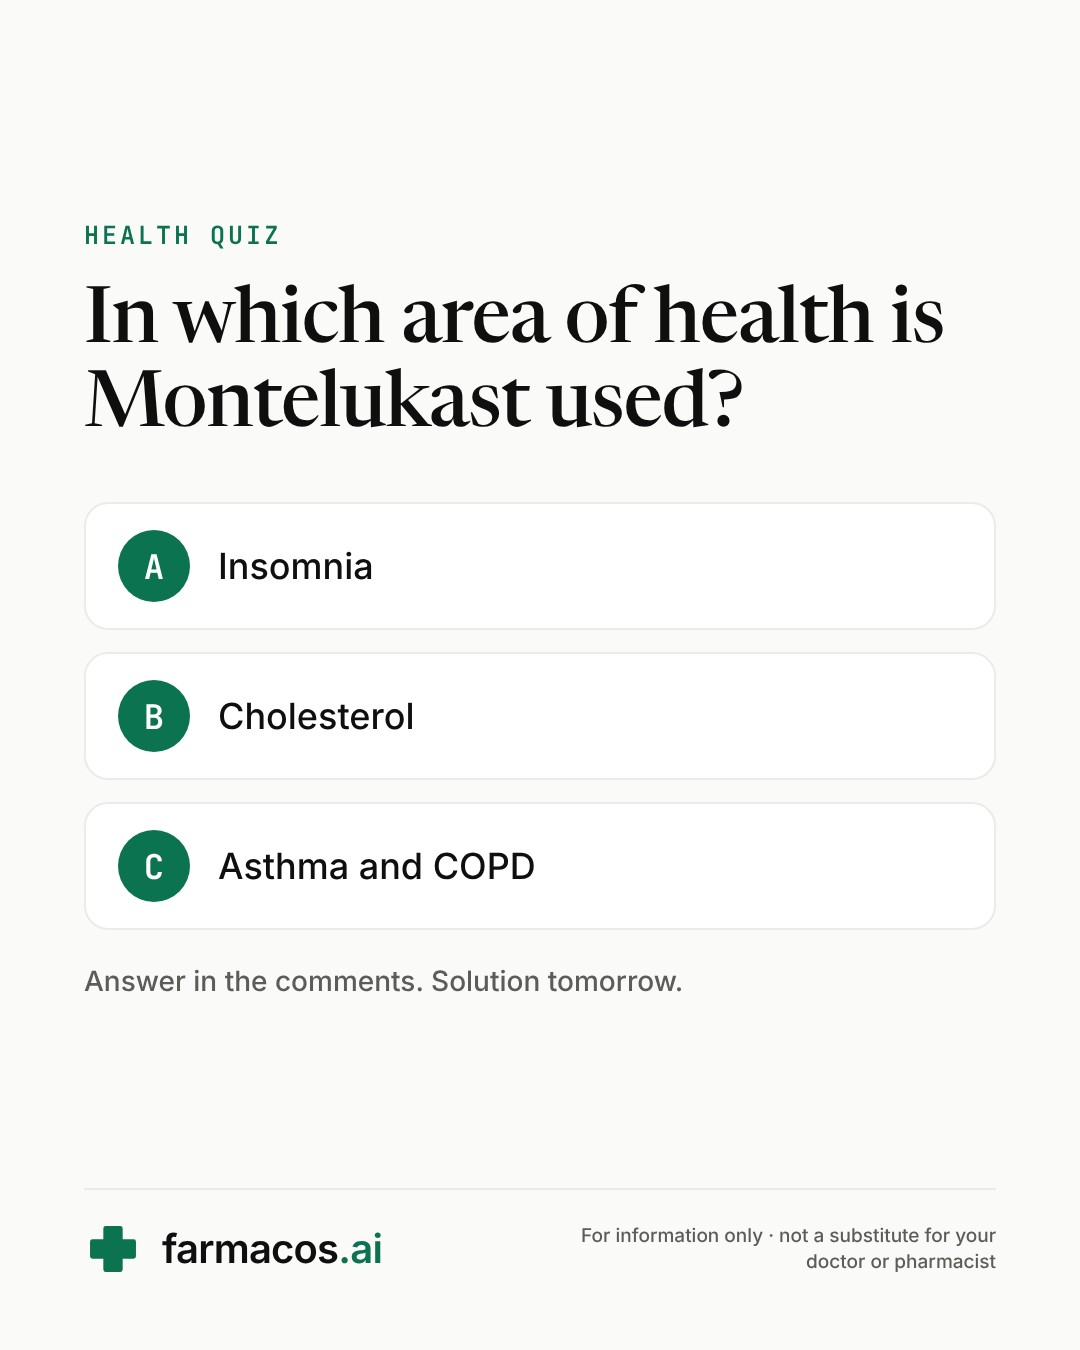 HEALTH QUIZ
In which area of health is
Montelukast used?
A Insomnia
B Cholesterol
C Asthma and COPD
Answer in the comments. Solution tomorrow.
farmacos.ai
For information only · not a substitute for your
doctor or pharmacist